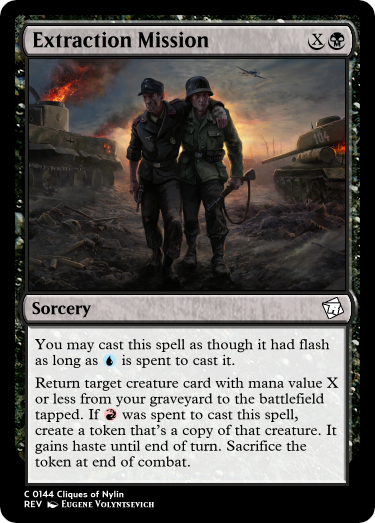 Extraction Mission X
104
Sorcery
You may cast this spell as though it had flash
as long as is spent to cast it.
Return target creature card with mana value X
or less from your graveyard to the battlefield
tapped. If was spent to cast this spell,
create a token that's a copy of that creature. It
gains haste until end of turn. Sacrifice the
token at end of combat.
C 0144 Cliques of Nylin
REV Eugene Volyntsevich